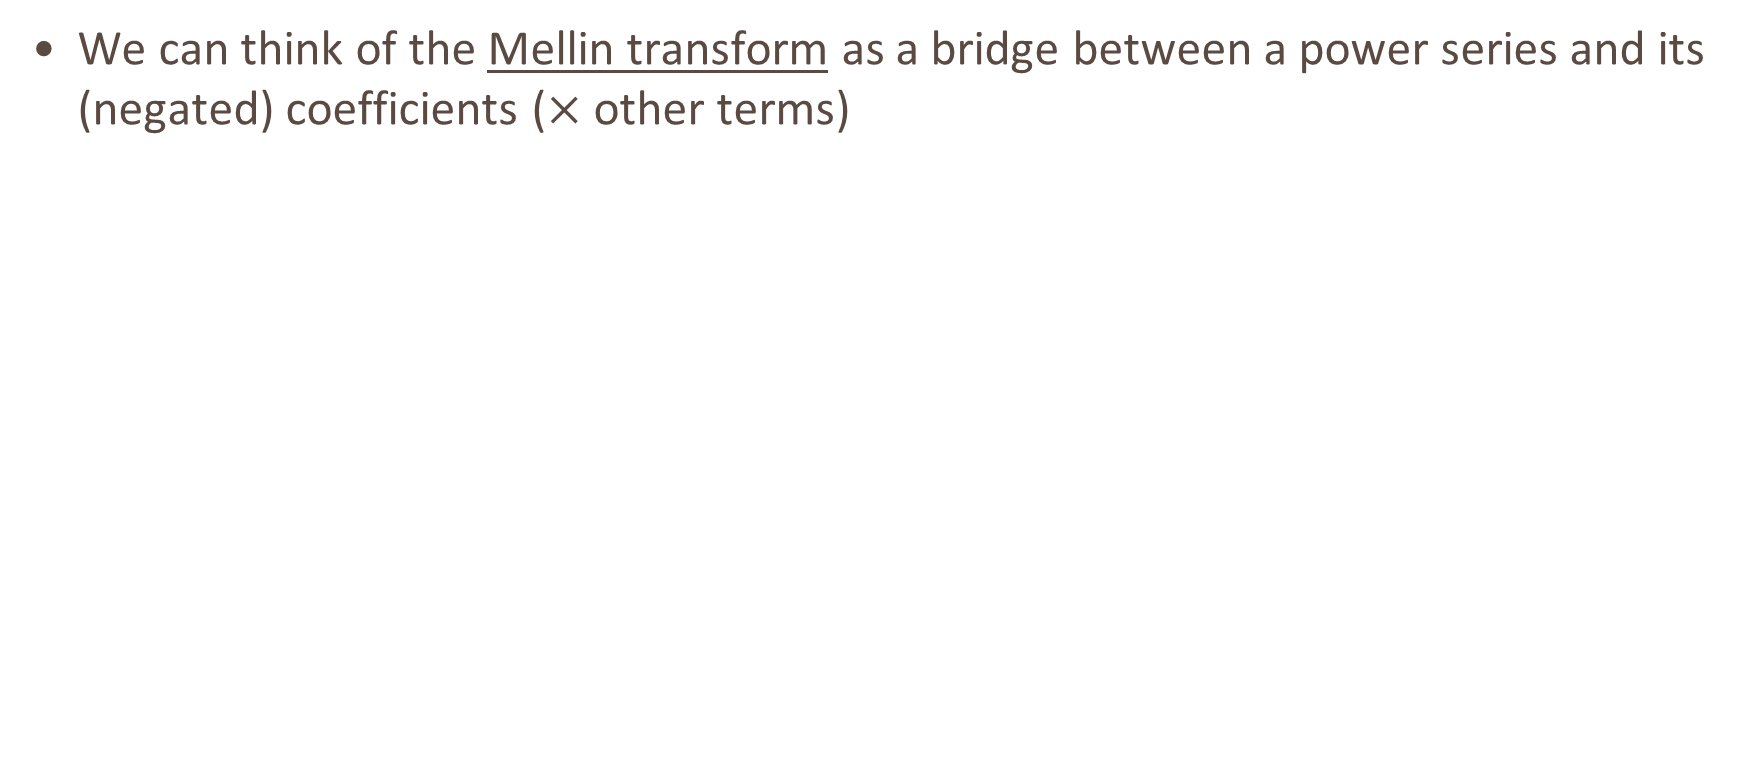 • We can think of the Mellin transform as a bridge between a power series and its
(negated) coefficients (× other terms)